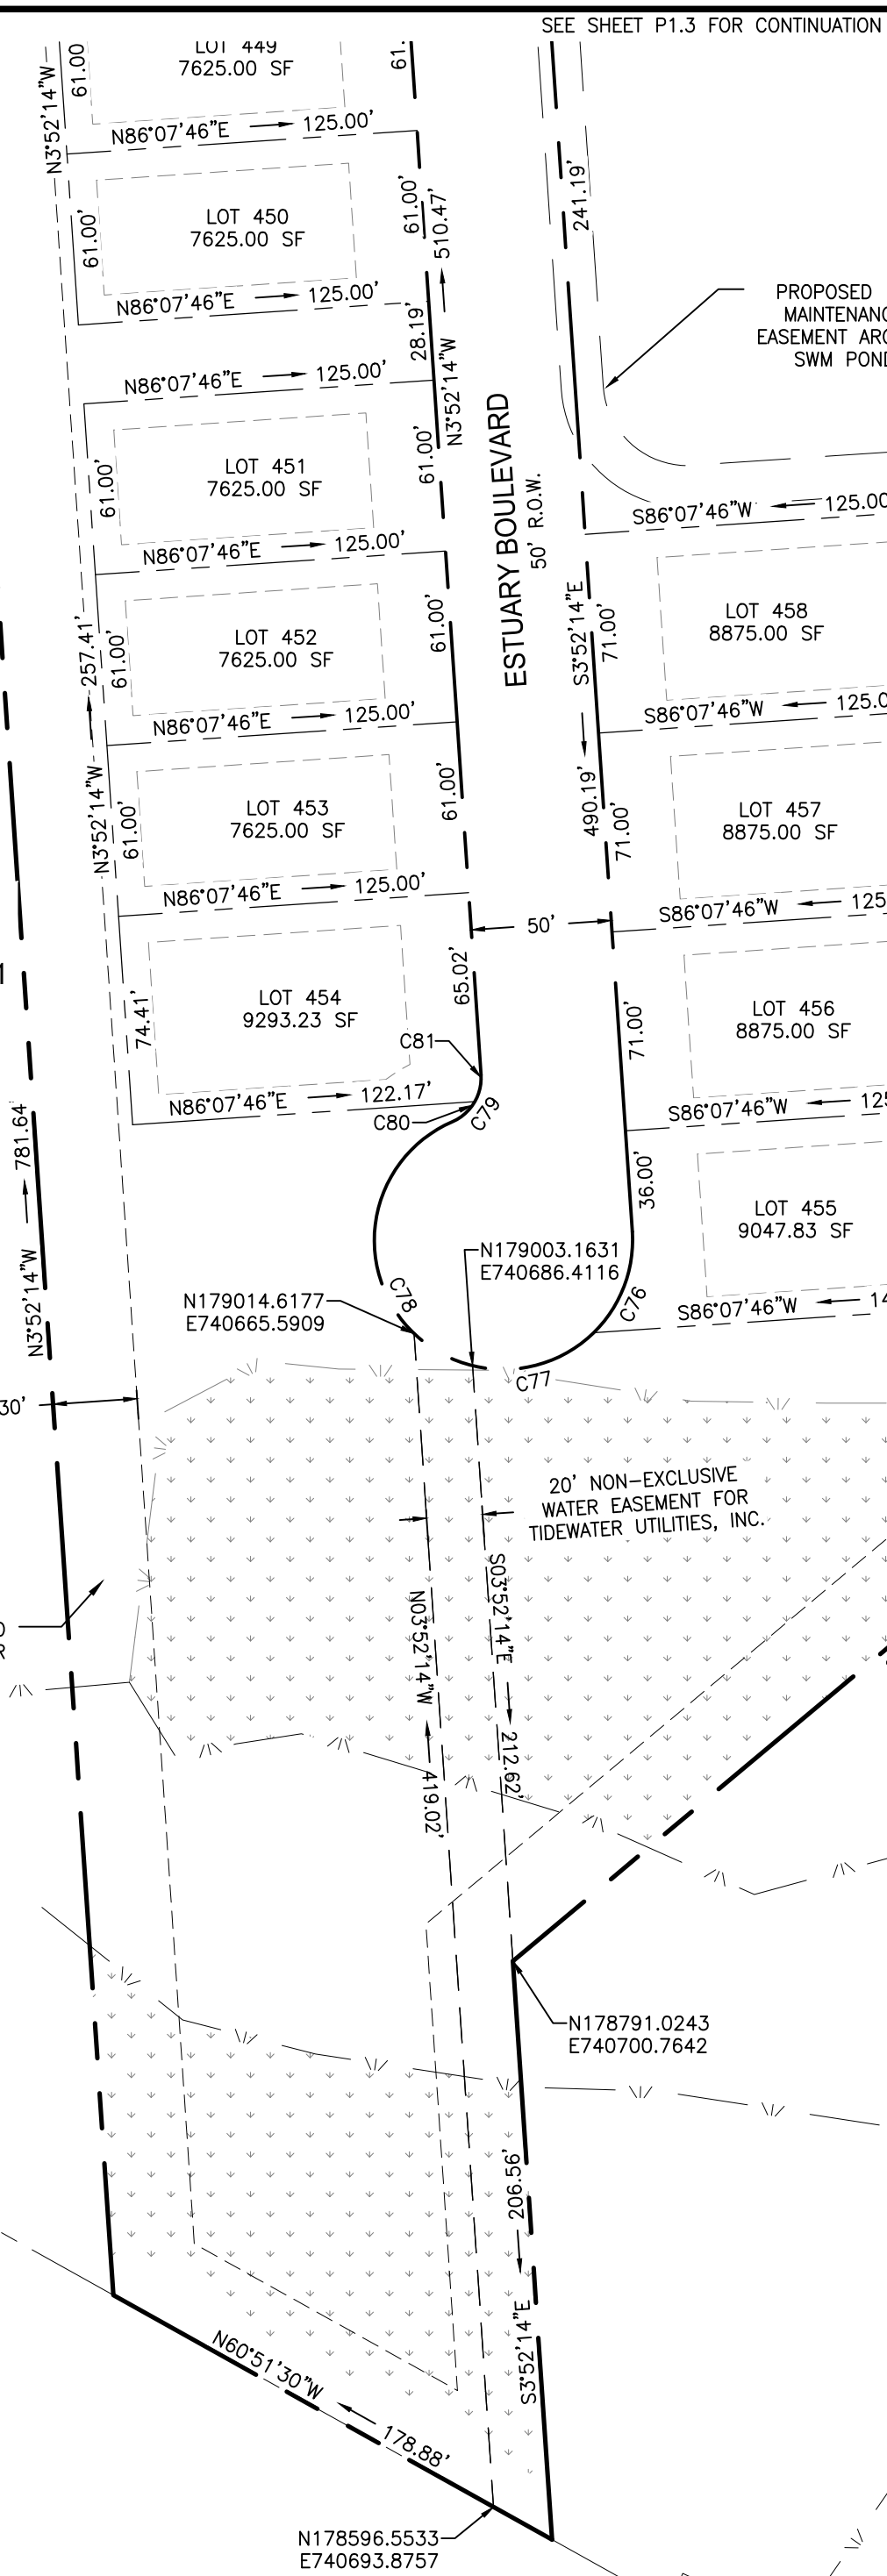 SEE SHEET P1.3 FOR CONTINUATION
LOT 449
7625.00 SF
61.00'
61.
N3°52'14"W
N86°07'46"E 125.00'
LOT 450
7625.00 SF
61.00'
61.00'
510.47'
241.19'
N86°07'46"E 125.00'
28.19'
N3°52'14"W
PROPOSED
MAINTENANC
EASEMENT ARO
SWM POND
N86°07'46"E 125.00'
LOT 451
7625.00 SF
61.00'
61.00'
ESTUARY BOULEVARD
50' R.O.W.
S86°07'46"W 125.00
N86°07'46"E 125.00'
LOT 452
7625.00 SF
257.41'
61.00'
61.00'
S3°52'14"E
71.00'
LOT 458
8875.00 SF
N86°07'46"E 125.00'
S86°07'46"W 125.0
LOT 453
7625.00 SF
N3°52'14"W
61.00'
61.00'
490.19'
71.00'
LOT 457
8875.00 SF
N86°07'46"E 125.00'
S86°07'46"W 125.
50'
LOT 454
9293.23 SF
74.41'
65.02'
C81
71.00'
LOT 456
8875.00 SF
N86°07'46"E 122.17'
C80
C79
S86°07'46"W 125
781.64'
N3°52'14"W
36.00'
LOT 455
9047.83 SF
N179003.1631
E740686.4116
N179014.6177
E740665.5909
C78
C76
S86°07'46"W 14
C77
30'
20' NON-EXCLUSIVE
WATER EASEMENT FOR
TIDEWATER UTILITIES, INC.
N03°52'14"W
419.02'
S03°52'14"E
212.62'
N178791.0243
E740700.7642
206.56'
S3°52'14"E
N60°51'30"W
178.88'
N178596.5533
E740693.8757